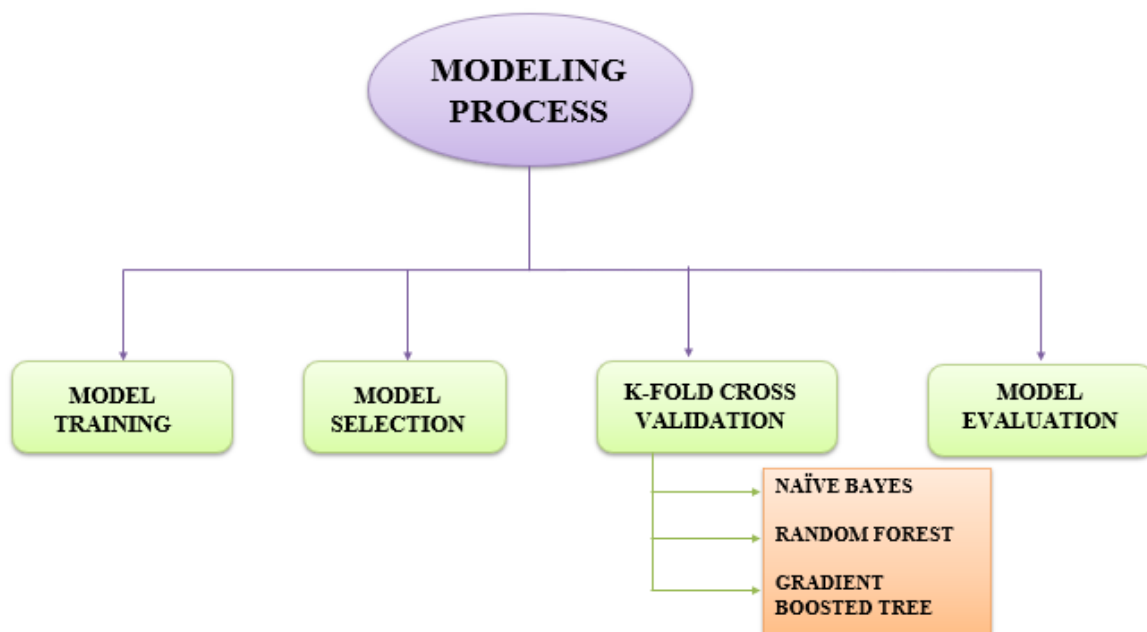 MODELING
PROCESS
MODEL
TRAINING
MODEL
SELECTION
K-FOLD CROSS
VALIDATION
MODEL
EVALUATION
NAÏVE BAYES
RANDOM FOREST
GRADIENT
BOOSTED TREE